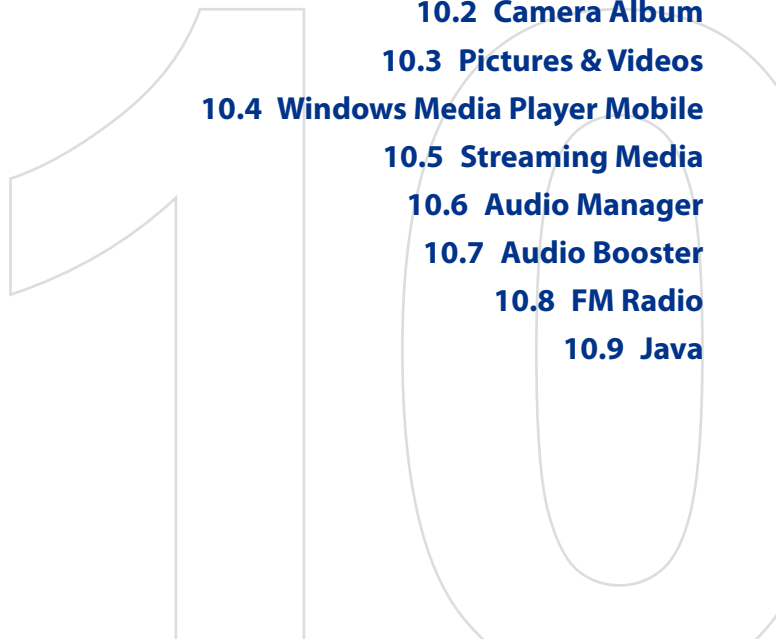 10.2 Camera Album
10.3 Pictures & Videos
10.4 Windows Media Player Mobile
10.5 Streaming Media
10.6 Audio Manager
10.7 Audio Booster
10.8 FM Radio
10.9 Java
10